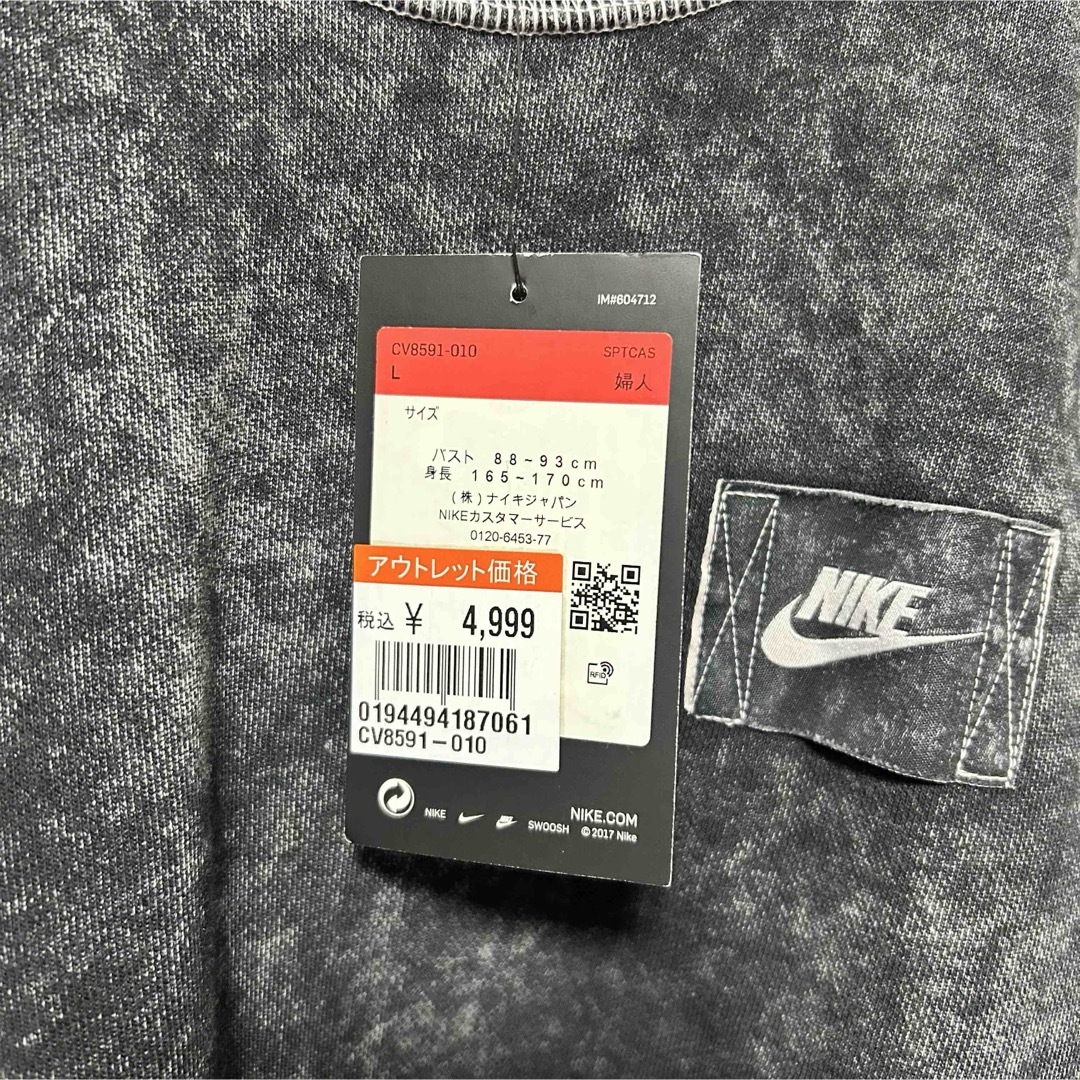 IM#604712
CV8591-010 SPTCAS
L 婦人
サイズ
バスト 88~93cm
身長 165~170cm
(株)ナイキジャパン
NIKEカスタマーサービス
0120-6453-77
アウトレット価格
税込 ¥ 4,999
0194494187061
CV8591-010
RFID
NIKE SWOOSH
NIKE.COM
©2017 Nike
NIKE